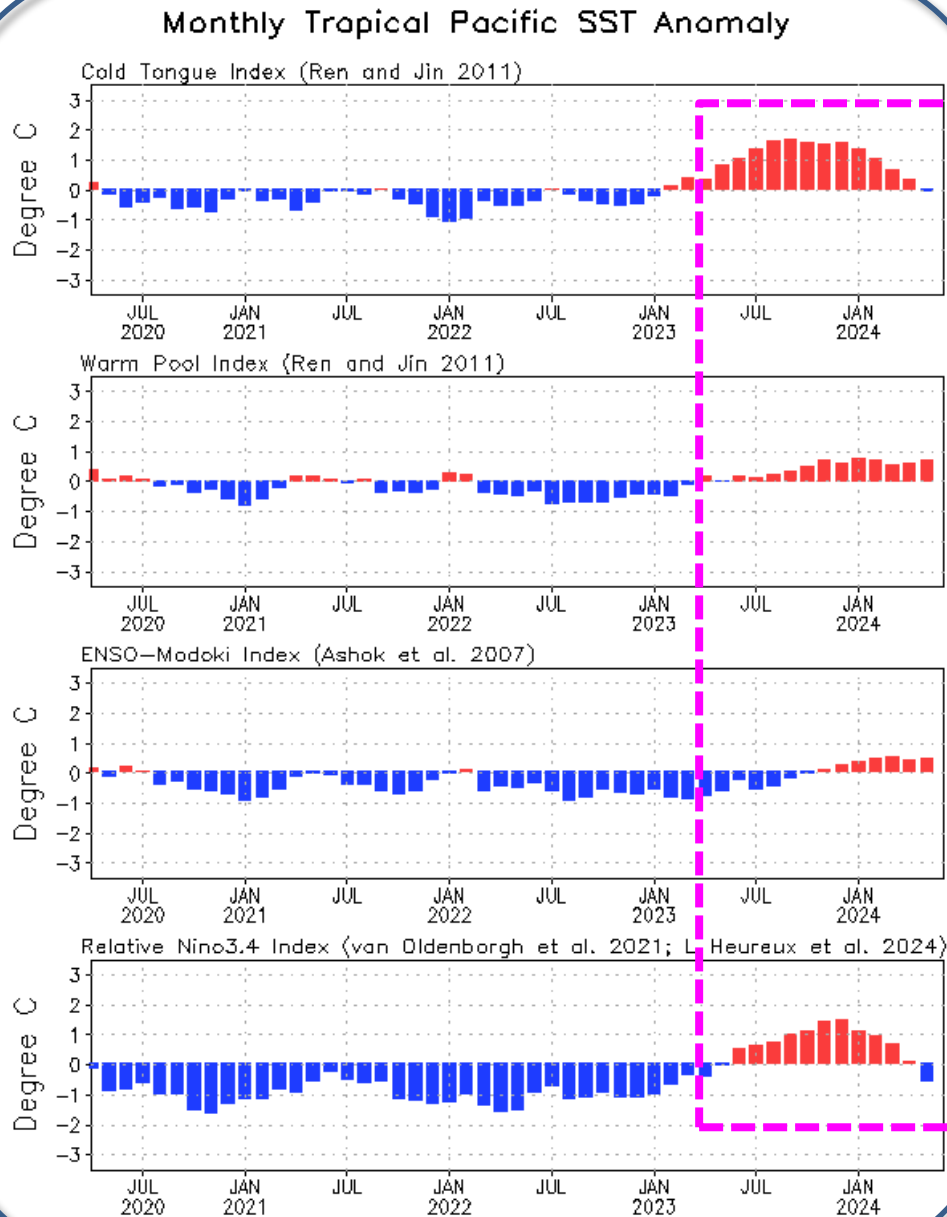 Monthly Tropical Pacific SST Anomaly
Cold Tongue Index (Ren and Jin 2011)
Degree C
3
2
1
0
−1
−2
−3
JUL JAN JUL JAN JUL JAN JUL JAN
2020 2021 2022 2023 2024
Warm Pool Index (Ren and Jin 2011)
Degree C
3
2
1
0
−1
−2
−3
JUL JAN JUL JAN JUL JAN JUL JAN
2020 2021 2022 2023 2024
ENSO−Modoki Index (Ashok et al. 2007)
Degree C
3
2
1
0
−1
−2
−3
JUL JAN JUL JAN JUL JAN JUL JAN
2020 2021 2022 2023 2024
Relative Nino3.4 Index (van Oldenborgh et al. 2021; L Heureux et al. 2024)
Degree C
3
2
1
0
−1
−2
−3
JUL JAN JUL JAN JUL JAN JUL JAN
2020 2021 2022 2023 2024